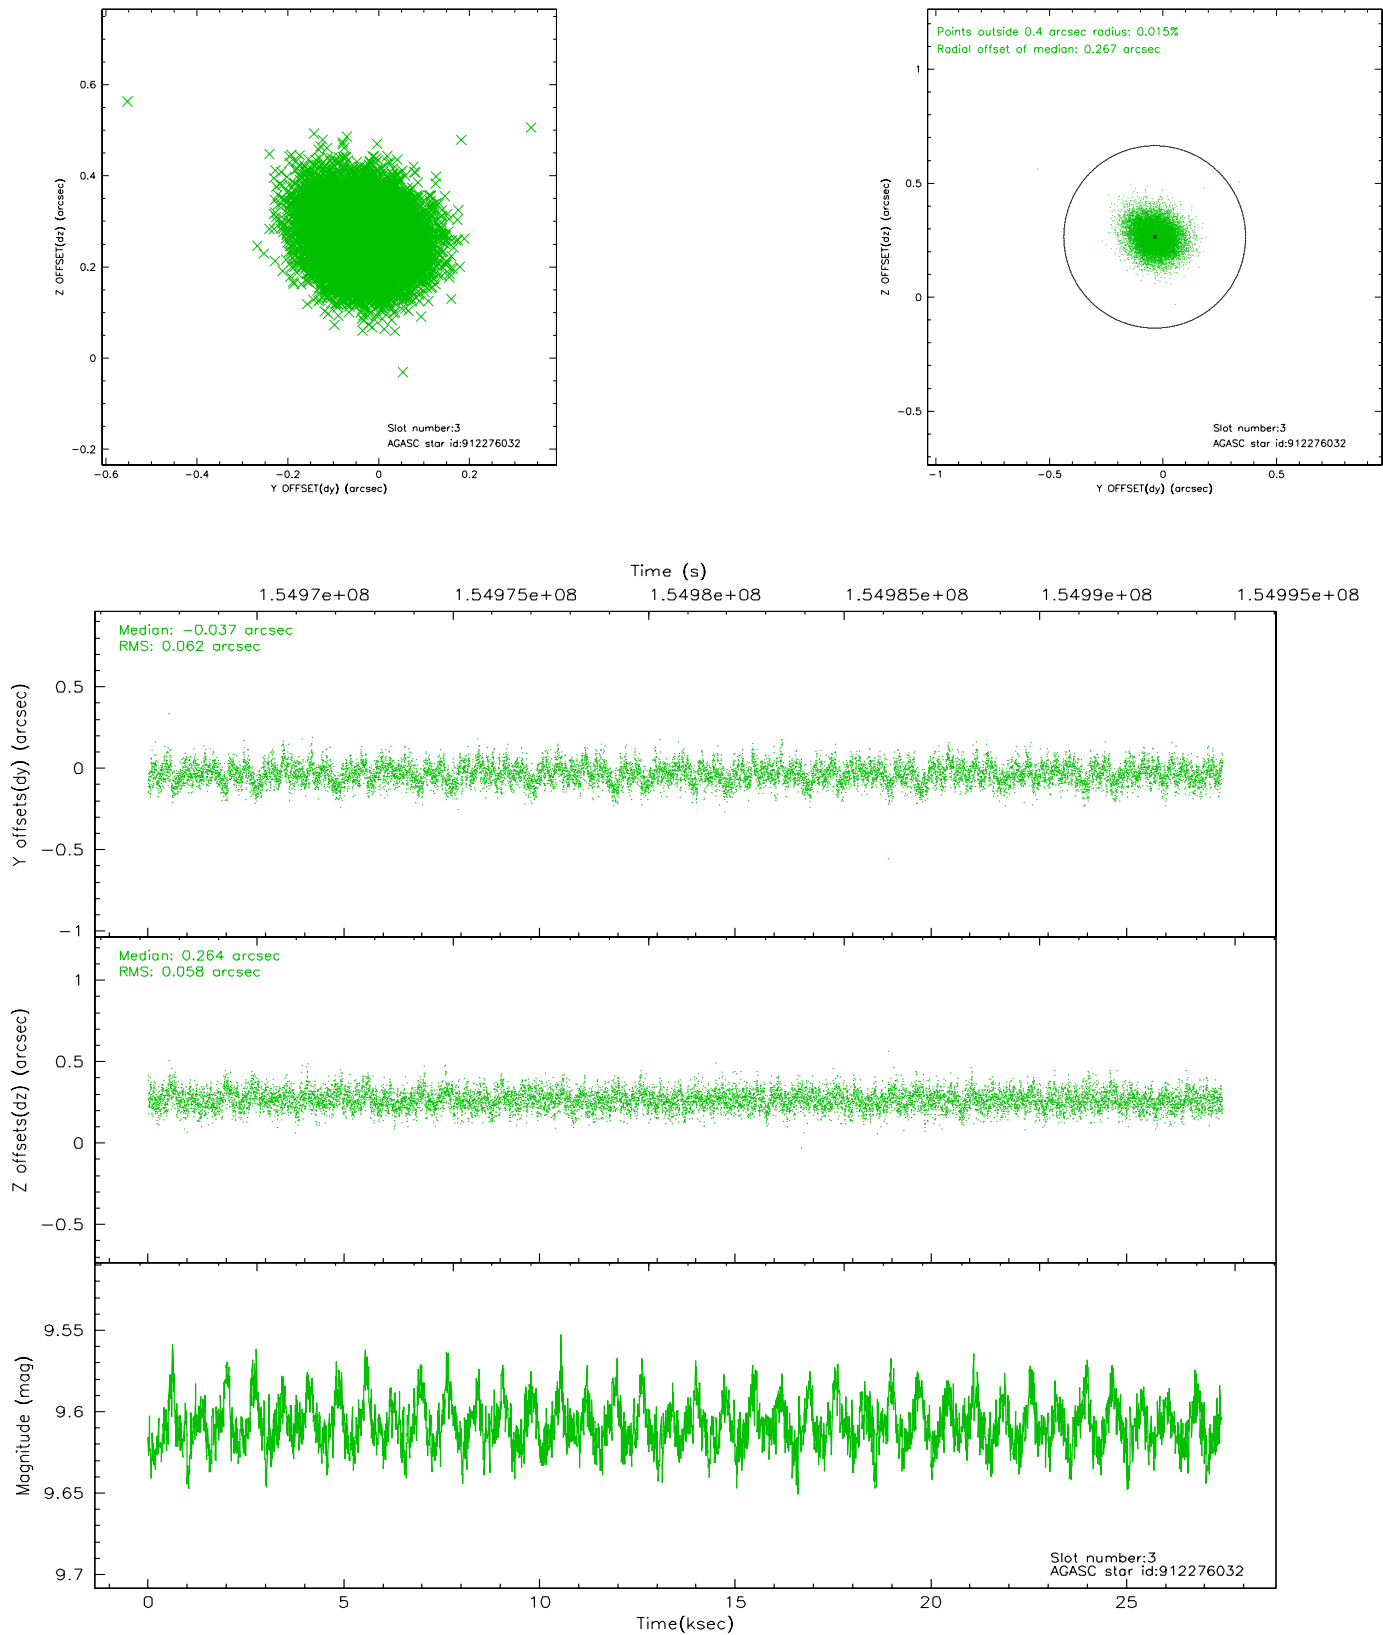 0.6
0.4
0.2
0
−0.2
Z OFFSET(dz) (arcsec)
Slot number:3
AGASC star id:912276032
−0.6 −0.4 −0.2 0 0.2
Y OFFSET(dy) (arcsec)
Points outside 0.4 arcsec radius: 0.015%
Radial offset of median: 0.267 arcsec
1
0.5
0
−0.5
Z OFFSET(dz) (arcsec)
Slot number:3
AGASC star id:912276032
−1 −0.5 0 0.5
Y OFFSET(dy) (arcsec)
Time (s)
1.5497e+08 1.54975e+08 1.5498e+08 1.54985e+08 1.5499e+08 1.54995e+08
Median: −0.037 arcsec
RMS: 0.062 arcsec
0.5
0
−0.5
−1
Y offsets(dy) (arcsec)
Median: 0.264 arcsec
RMS: 0.058 arcsec
1
0.5
0
−0.5
Z offsets(dz) (arcsec)
9.55
9.6
9.65
9.7
Magnitude (mag)
Slot number:3
AGASC star id:912276032
0 5 10 15 20 25
Time(ksec)